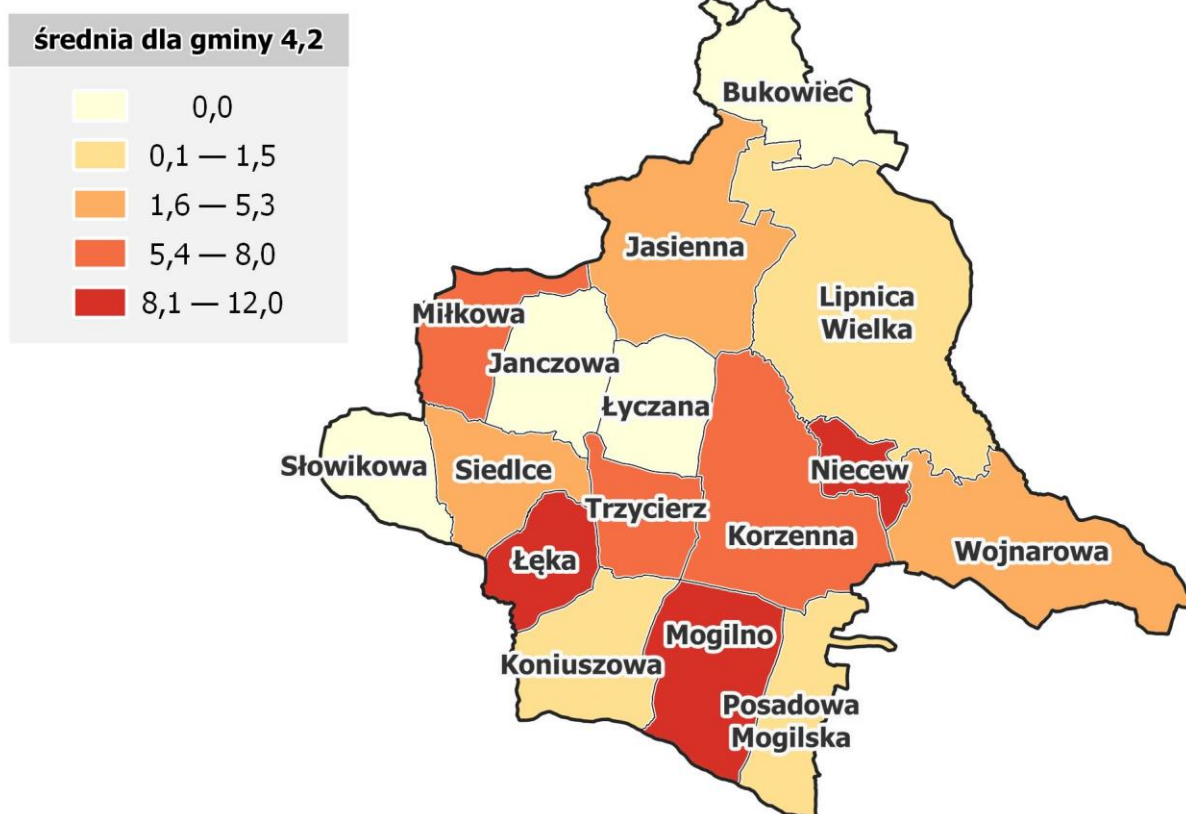 średnia dla gminy 4,2
0,0
0,1 — 1,5
1,6 — 5,3
5,4 — 8,0
8,1 — 12,0
Bukowiec
Jasienna
Lipnica
Wielka
Miłkowa
Janczowa
Łyczana
Słowikowa
Siedlce
Niecew
Trzycierz
Korzenna
Wojnarowa
Łęka
Mogilno
Koniuszowa
Posadowa
Mogilska